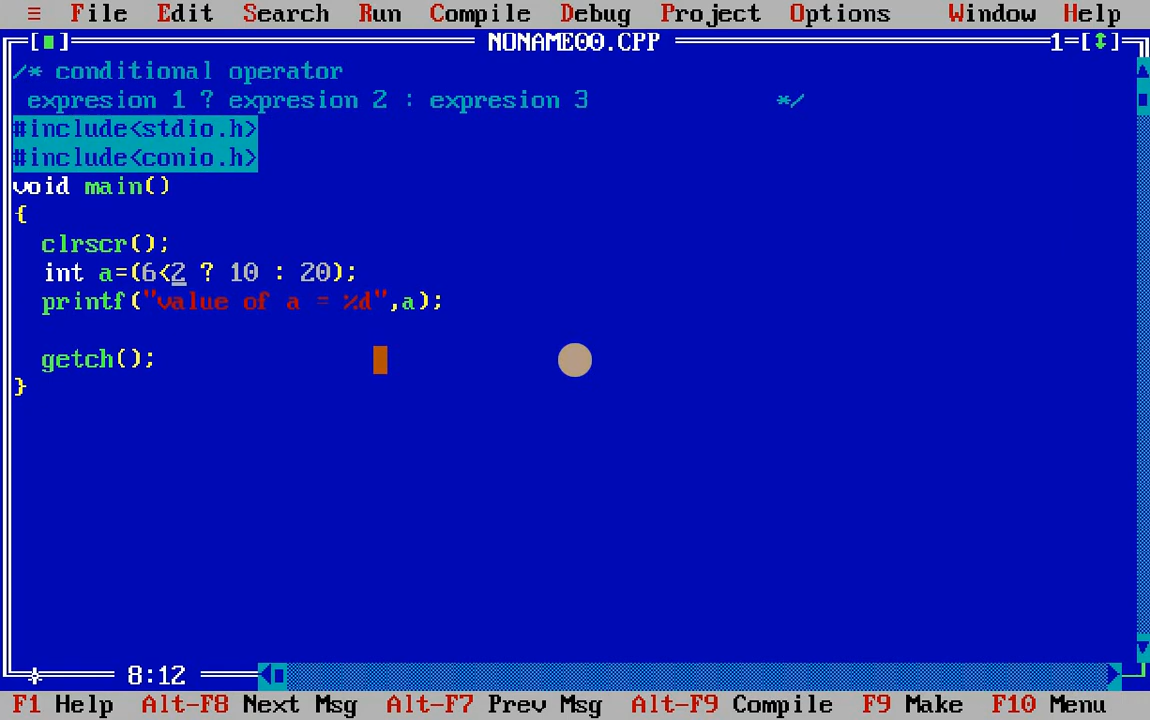 ≡ File Edit Search Run Compile Debug Project Options Window Help
[■] NONAME00.CPP 1=[↕]
/* conditional operator
expresion 1 ? expresion 2 : expresion 3 */
#include<stdio.h>
#include<conio.h>
void main()
{
clrscr();
int a=(6<2 ? 10 : 20);
printf("value of a = %d",a);
getch();
}
8:12
F1 Help Alt-F8 Next Msg Alt-F7 Prev Msg Alt-F9 Compile F9 Make F10 Menu